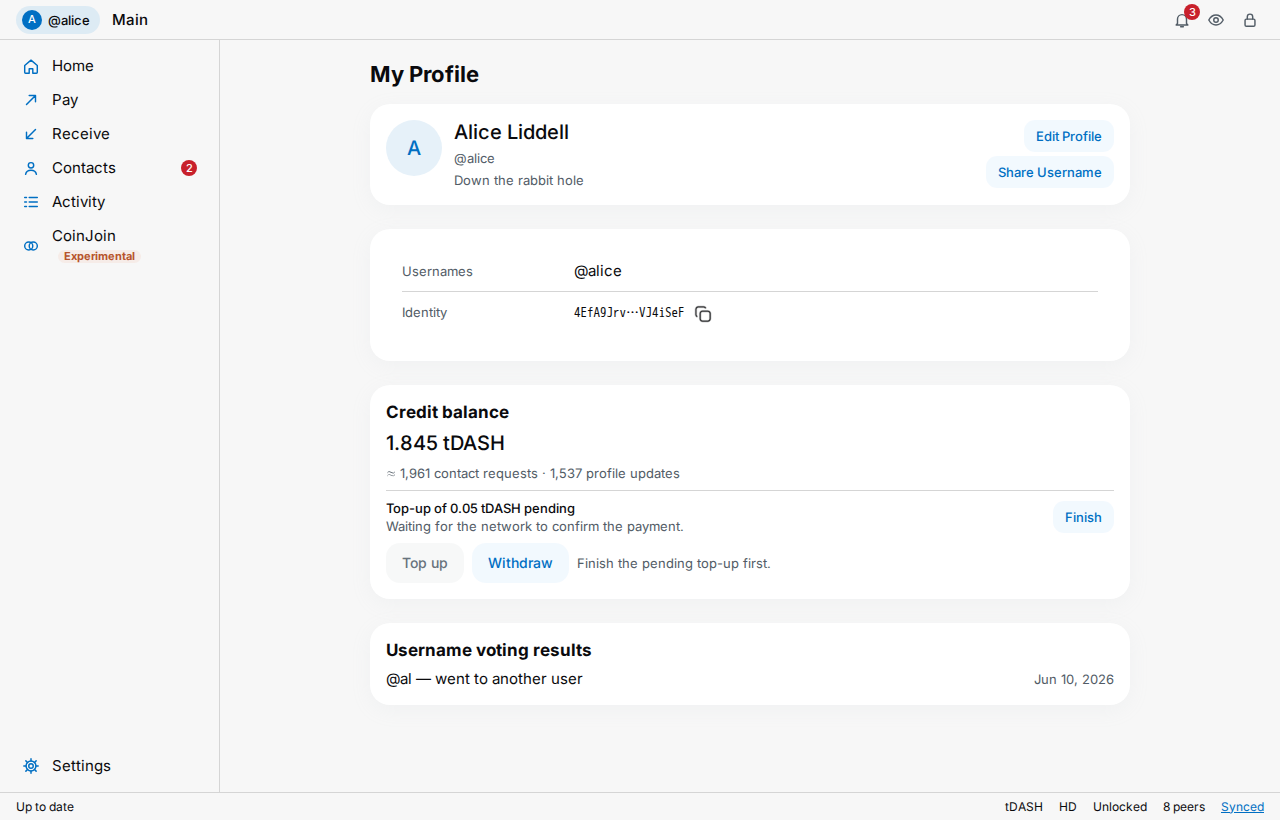 A @alice Main 3
Home
Pay
Receive
Contacts 2
Activity
CoinJoin
Experimental
Settings
My Profile
A
Alice Liddell
@alice
Down the rabbit hole
Edit Profile
Share Username
Usernames @alice
Identity 4EfA9Jrv⋯VJ4iSeF
Credit balance
1.845 tDASH
≈ 1,961 contact requests · 1,537 profile updates
Top-up of 0.05 tDASH pending
Waiting for the network to confirm the payment.
Finish
Top up Withdraw Finish the pending top-up first.
Username voting results
@al — went to another user Jun 10, 2026
Up to date tDASH HD Unlocked 8 peers Synced